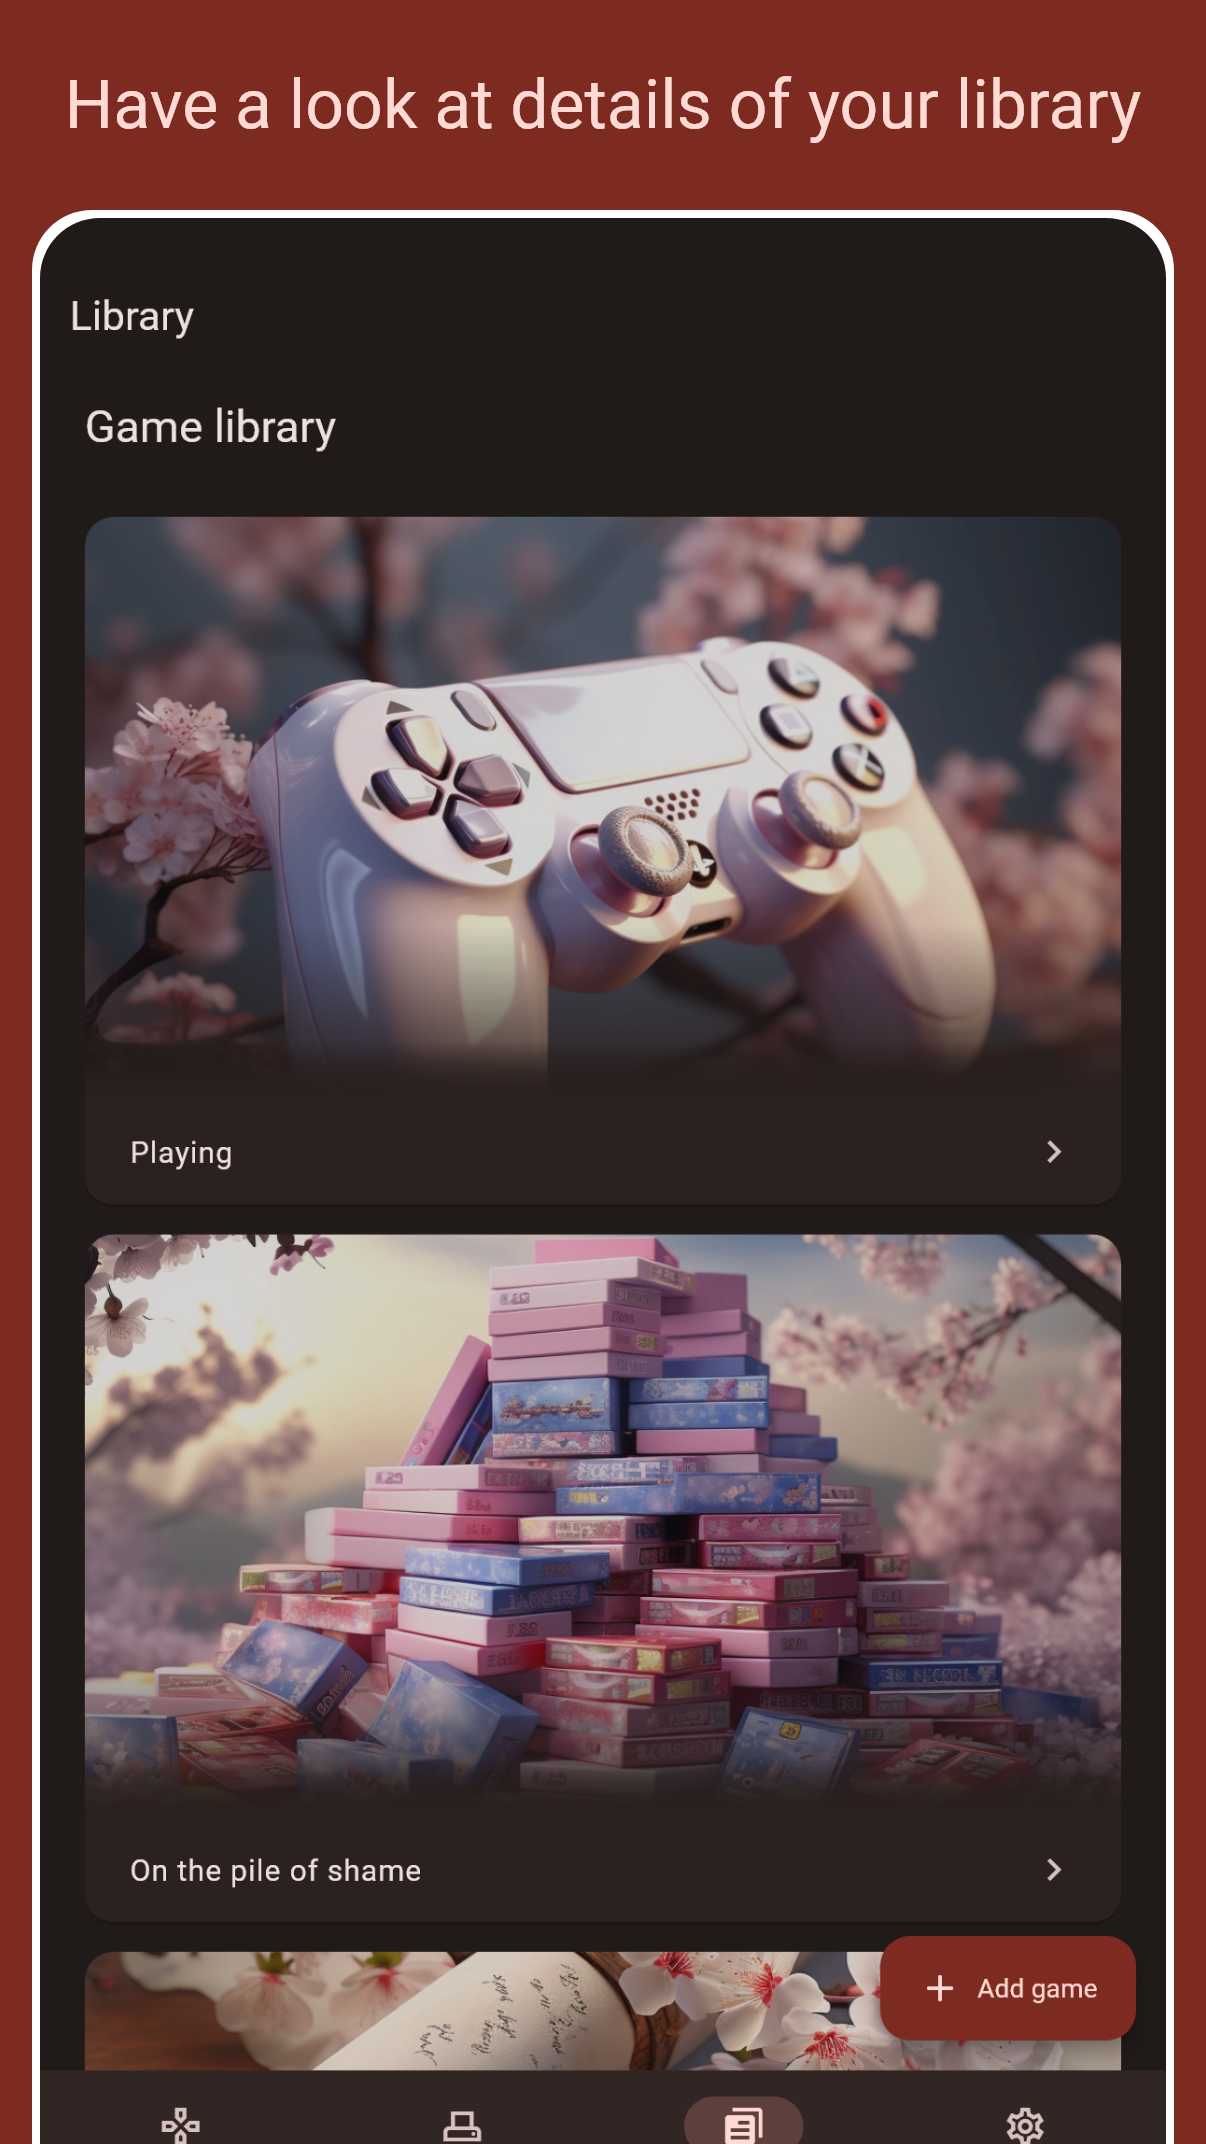 Have a look at details of your library
Library
Game library
Playing
On the pile of shame
Add game